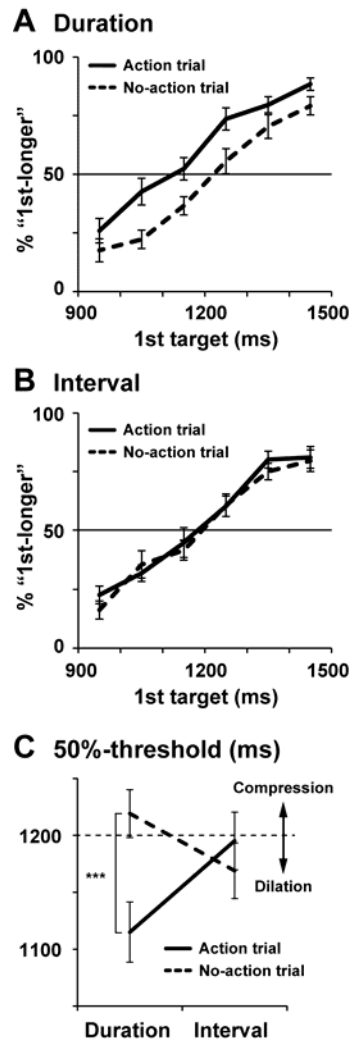 A Duration
Action trial
No-action trial
% "1st-longer"
100
50
0
900
1200
1500
1st target (ms)
B Interval
Action trial
No-action trial
% "1st-longer"
100
50
0
900
1200
1500
1st target (ms)
C 50%-threshold (ms)
Compression
1200
***
Dilation
1100
Action trial
No-action trial
Duration Interval